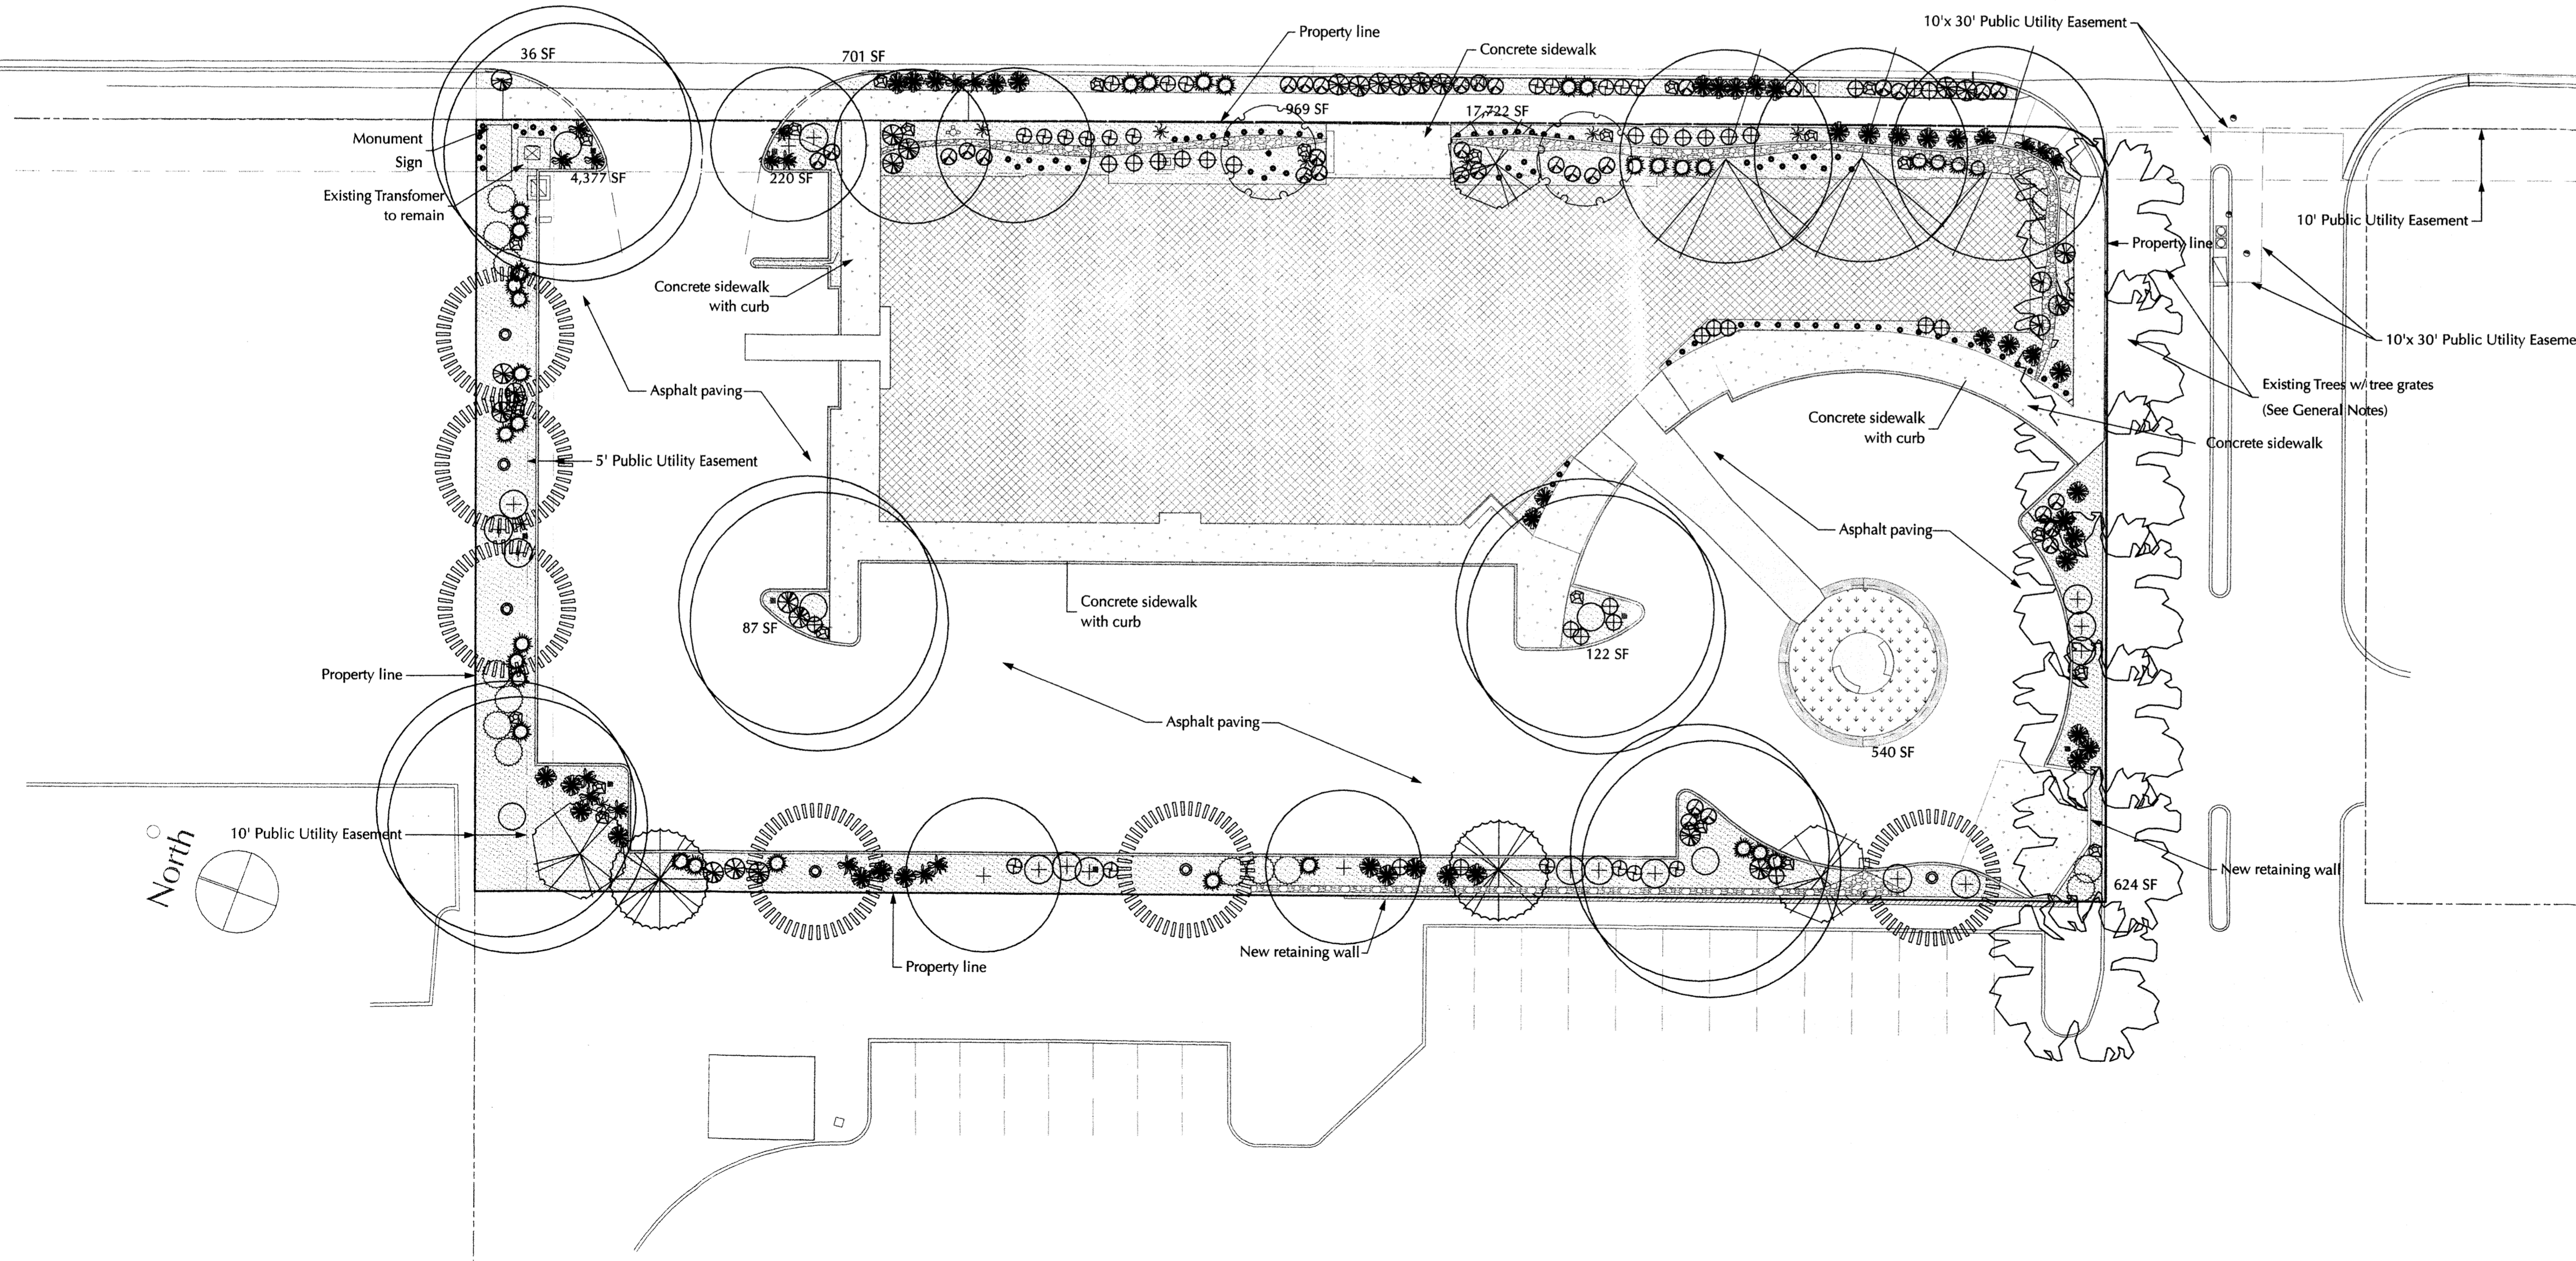 10'x 30' Public Utility Easement
Property line
Concrete sidewalk
36 SF
701 SF
969 SF
17,722 SF
Monument
Sign
4,377 SF
220 SF
Existing Transfomer
to remain
10' Public Utility Easement
Property line
Concrete sidewalk
with curb
10'x 30' Public Utility Easeme
Asphalt paving
Existing Trees w/ tree grates
(See General Notes)
Concrete sidewalk
with curb
Concrete sidewalk
5' Public Utility Easement
Asphalt paving
Concrete sidewalk
with curb
87 SF
122 SF
Property line
Asphalt paving
540 SF
10' Public Utility Easement
North
New retaining wall
624 SF
New retaining wall
Property line